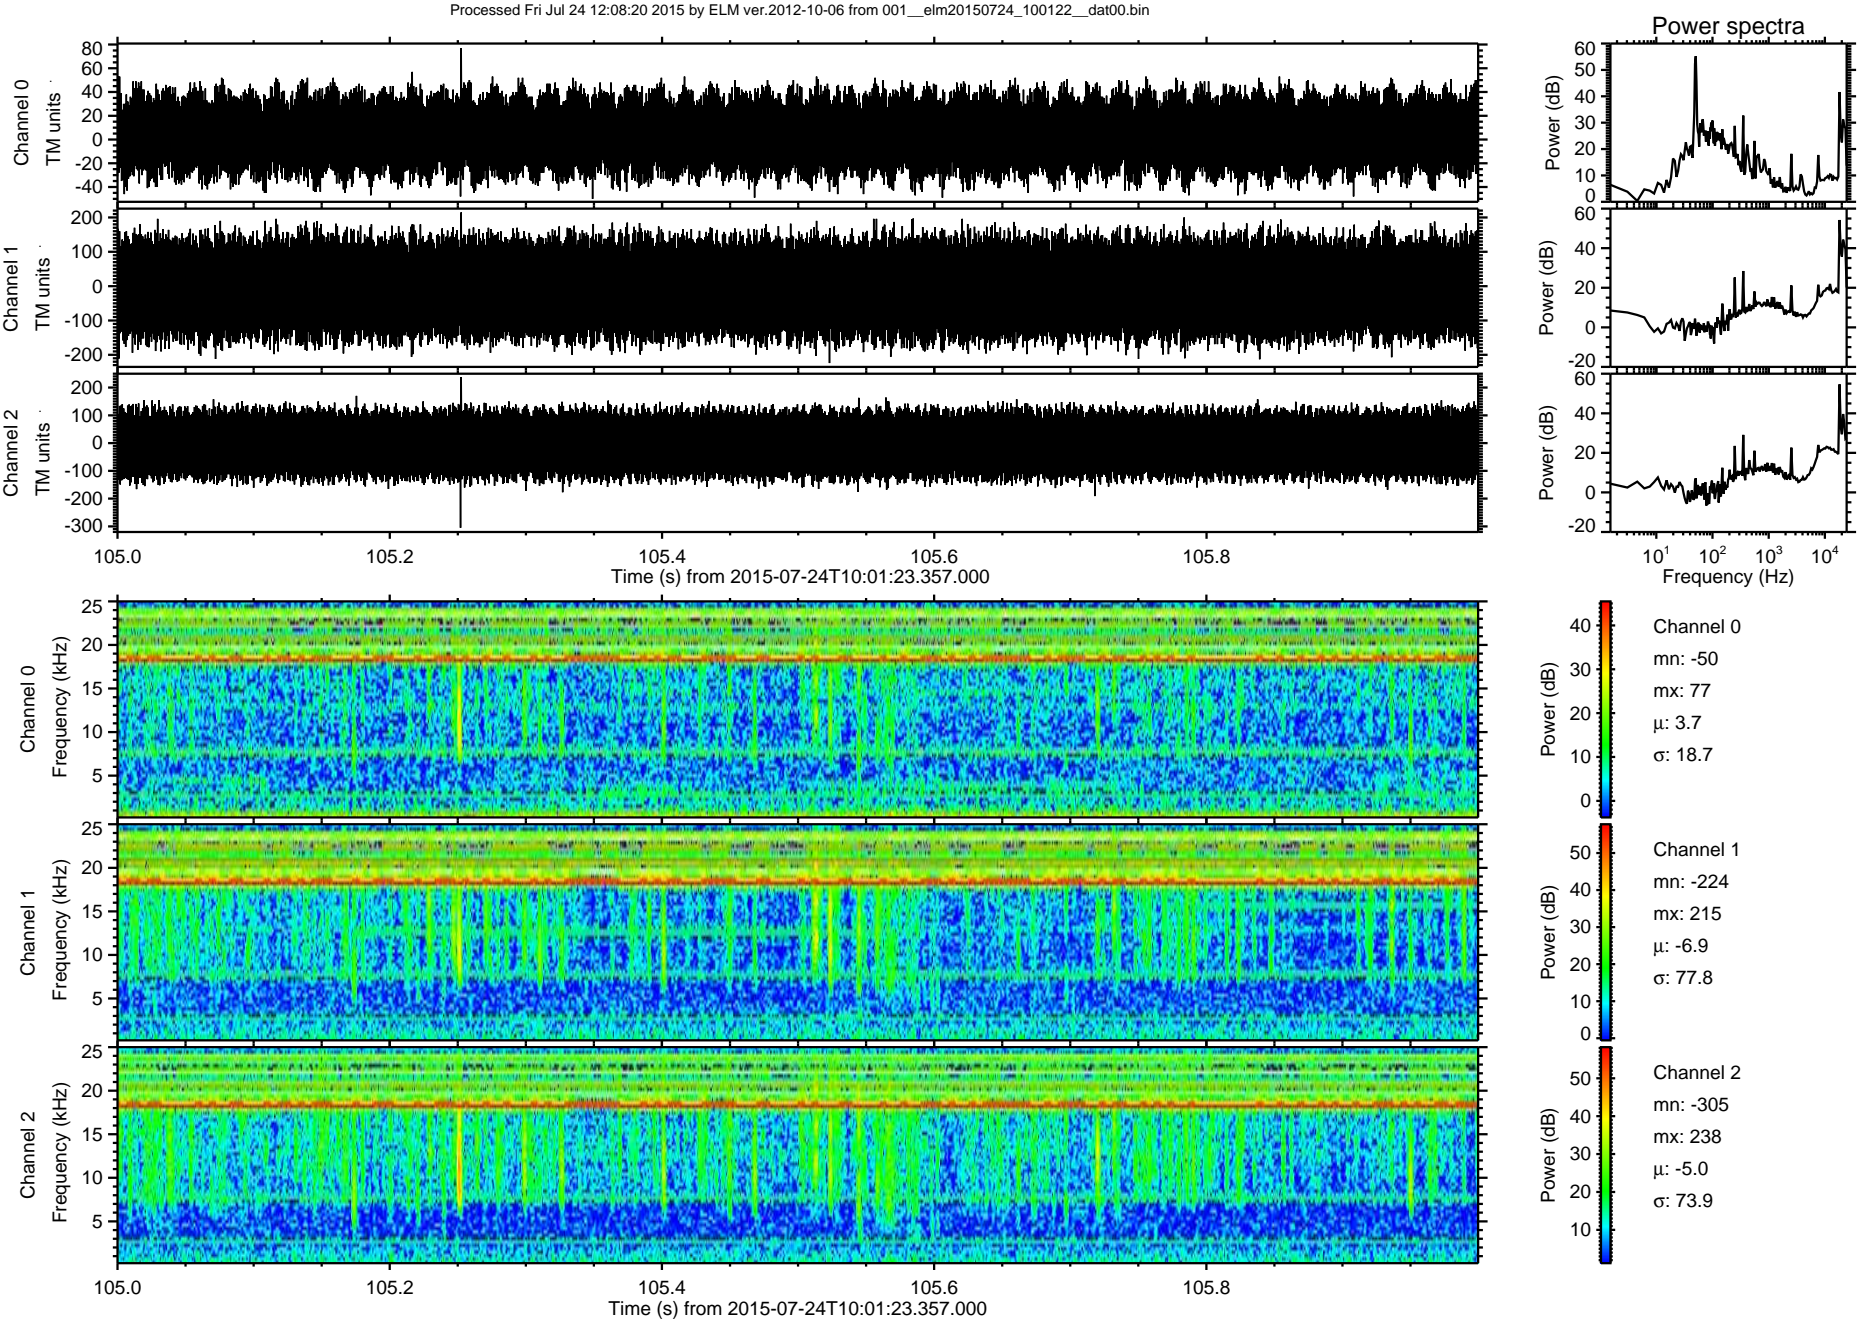 Processed Fri Jul 24 12:08:20 2015 by ELM ver.2012-10-06 from 001__elm20150724_100122__dat00.bin
Power spectra
Channel 0
TM units
80
60
40
20
0
-20
-40
Power (dB)
60
50
40
30
20
10
0
Channel 1
TM units
200
100
0
-100
-200
Power (dB)
60
40
20
0
-20
Channel 2
TM units
200
100
0
-100
-200
-300
Power (dB)
60
40
20
0
-20
105.0 105.2 105.4 105.6 105.8
Time (s) from 2015-07-24T10:01:23.357.000
10^1 10^2 10^3 10^4
Frequency (Hz)
Channel 0
Frequency (kHz)
25
20
15
10
5
Power (dB)
40
30
20
10
0
Channel 0
mn: -50
mx: 77
μ: 3.7
σ: 18.7
Channel 1
Frequency (kHz)
25
20
15
10
5
Power (dB)
50
40
30
20
10
0
Channel 1
mn: -224
mx: 215
μ: -6.9
σ: 77.8
Channel 2
Frequency (kHz)
25
20
15
10
5
Power (dB)
50
40
30
20
10
Channel 2
mn: -305
mx: 238
μ: -5.0
σ: 73.9
105.0 105.2 105.4 105.6 105.8
Time (s) from 2015-07-24T10:01:23.357.000